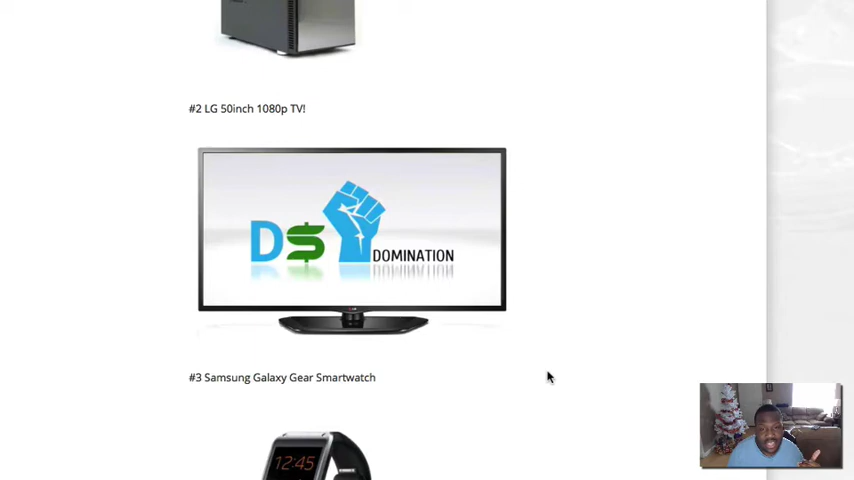 #2 LG 50inch 1080p TV!
D$ DOMINATION
#3 Samsung Galaxy Gear Smartwatch
12:45